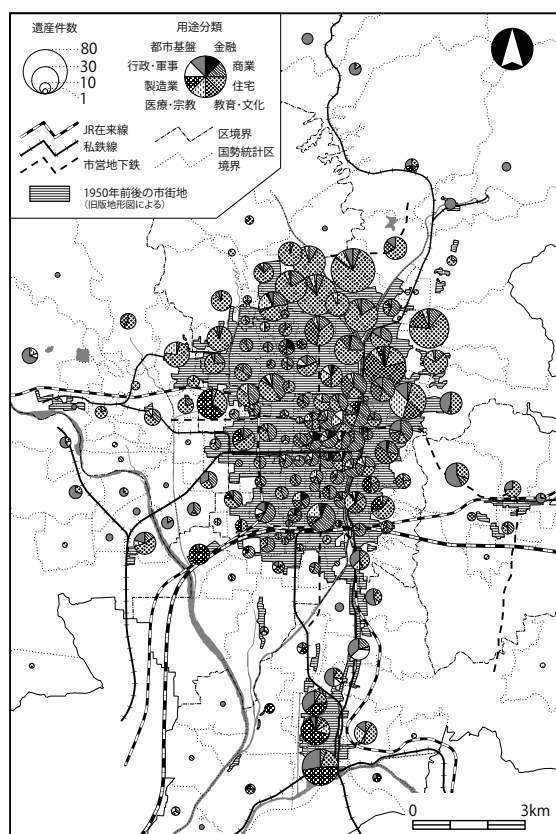 遺産件数
80
30
10
1
用途分類
都市基盤 金融
行政・軍事 商業
製造業 住宅
医療・宗教 教育・文化
JR在来線
私鉄線
市営地下鉄
区境界
国勢統計区
境界
1950年前後の市街地
(旧版地形図による)
0 3km